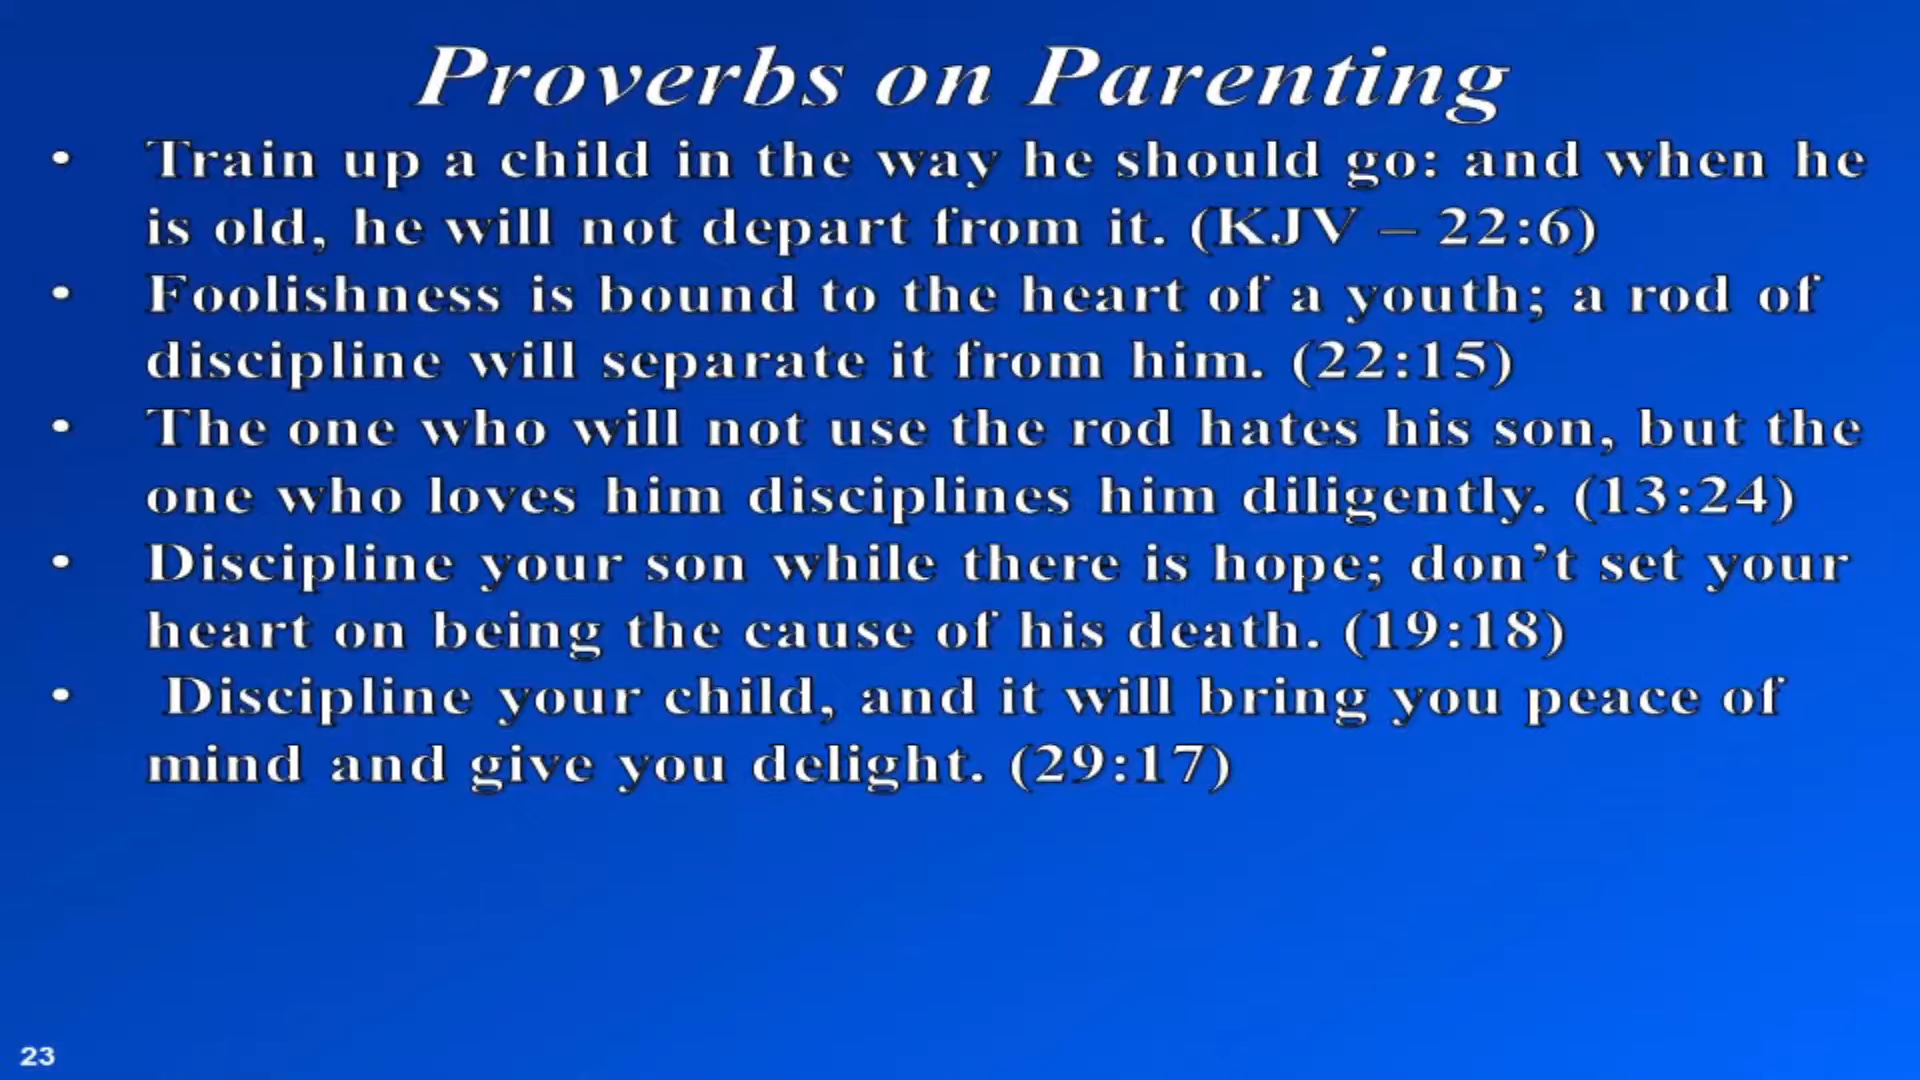 Proverbs on Parenting
• Train up a child in the way he should go: and when he
is old, he will not depart from it. (KJV – 22:6)
• Foolishness is bound to the heart of a youth; a rod of
discipline will separate it from him. (22:15)
• The one who will not use the rod hates his son, but the
one who loves him disciplines him diligently. (13:24)
• Discipline your son while there is hope; don’t set your
heart on being the cause of his death. (19:18)
• Discipline your child, and it will bring you peace of
mind and give you delight. (29:17)
23